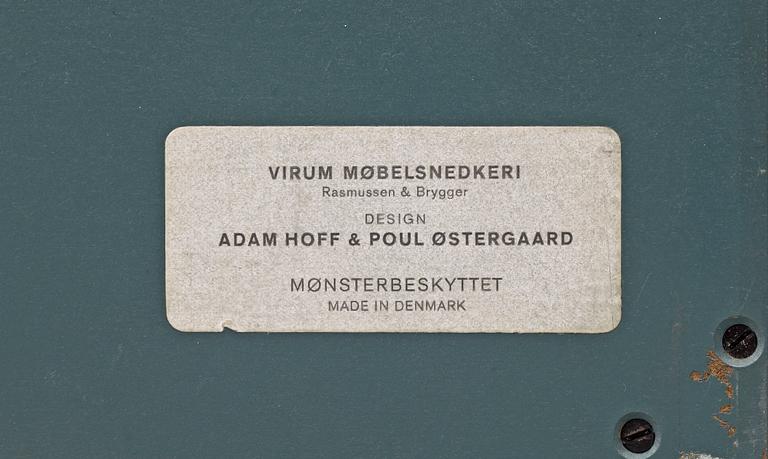 VIRUM MØBELSNEDKERI
Rasmussen & Brygger
DESIGN
ADAM HOFF & POUL ØSTERGAARD
MØNSTERBESKYTTET
MADE IN DENMARK